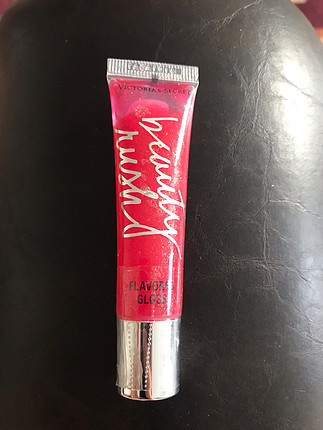 VICTORIA'S SECRET
beauty
rush
FLAVORED
GLOSS